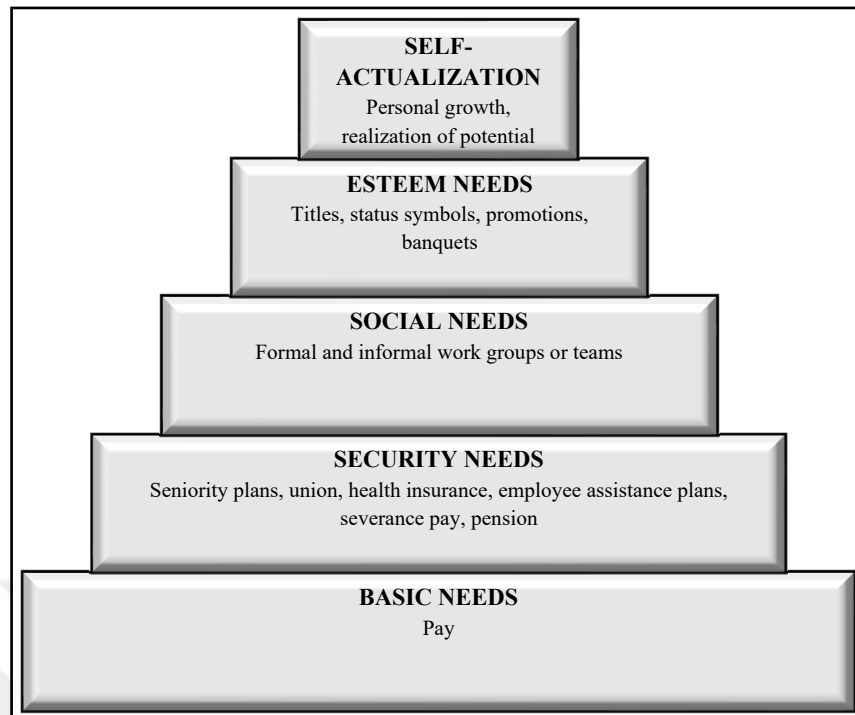 SELF-
ACTUALIZATION
Personal growth,
realization of potential
ESTEEM NEEDS
Titles, status symbols, promotions,
banquets
SOCIAL NEEDS
Formal and informal work groups or teams
SECURITY NEEDS
Seniority plans, union, health insurance, employee assistance plans,
severance pay, pension
BASIC NEEDS
Pay